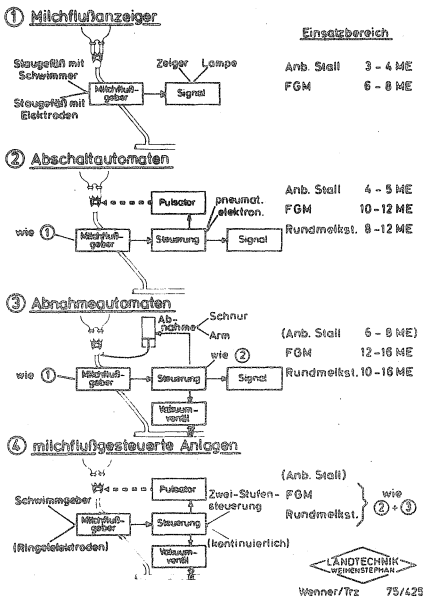 ① Milchflußanzeiger
Einsatzbereich
Staugefäß mit
Schwimmer
Staugefäß mit
Elektroden
Milchfluß-
geber
Zeiger
Lampe
Signal
Anb. Stall 3 - 4 ME
FGM 6 - 8 ME
② Abschaltautomaten
Pulsator
pneumat.
elektron.
wie ①
Milchfluß-
geber
Steuerung
Signal
Anb. Stall 4 - 5 ME
FGM 10 - 12 ME
Rundmelkst. 8 - 12 ME
③ Abnahmeautomaten
Ab-
nahme
Schnur
Arm
wie ②
wie ①
Milchfluß-
geber
Steuerung
Signal
Vakuum-
ventil
(Anb. Stall 6 - 8 ME)
FGM 12 - 16 ME
Rundmelkst. 10 - 16 ME
④ milchflußgesteuerte Anlagen
Pulsator
Zwei-Stufen-
steuerung
Schwimmgeber
(Ringelektroden)
Milchfluß-
geber
Steuerung
(kontinuierlich)
Vakuum-
ventil
(Anb. Stall)
FGM
Rundmelkst.
wie
② + ③
LANDTECHNIK
WEIHENSTEPHAN
Wenner/Trz 75/425